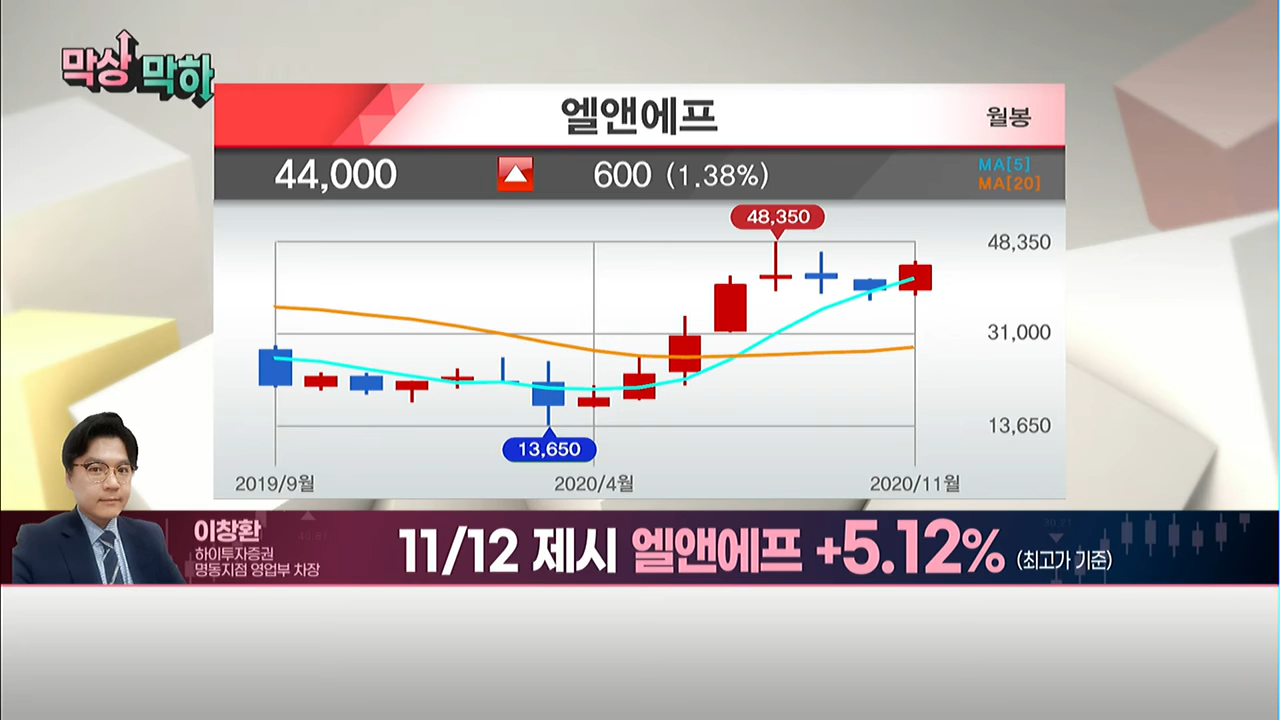 막상 막하
엘앤에프
월봉
44,000 ▲ 600 (1.38%)
MA[5]
MA[20]
48,350
48,350
31,000
13,650
13,650
2019/9월 2020/4월 2020/11월
이창환
하이투자증권
명동지점 영업부 차장
11/12 제시 엘앤에프 +5.12% (최고가 기준)